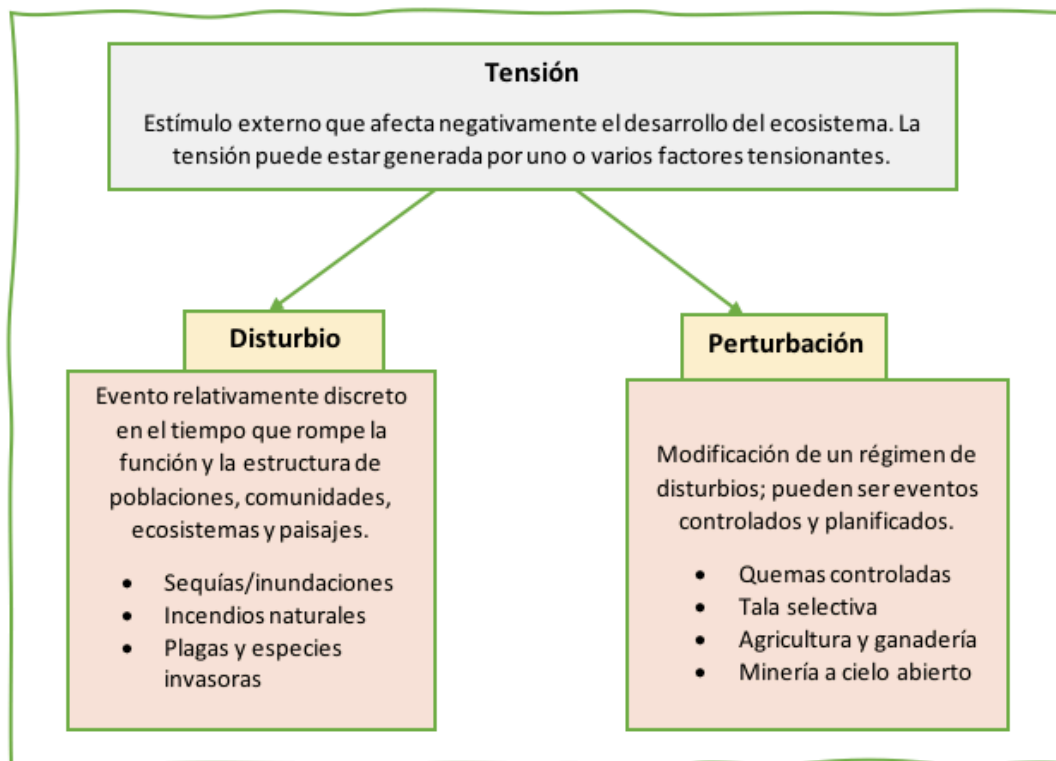 Tensión
Estímulo externo que afecta negativamente el desarrollo del ecosistema. La
tensión puede estar generada por uno o varios factores tensionantes.
Disturbio
Evento relativamente discreto
en el tiempo que rompe la
función y la estructura de
poblaciones, comunidades,
ecosistemas y paisajes.
• Sequías/inundaciones
• Incendios naturales
• Plagas y especies
invasoras
Perturbación
Modificación de un régimen de
disturbios; pueden ser eventos
controlados y planificados.
• Quemas controladas
• Tala selectiva
• Agricultura y ganadería
• Minería a cielo abierto